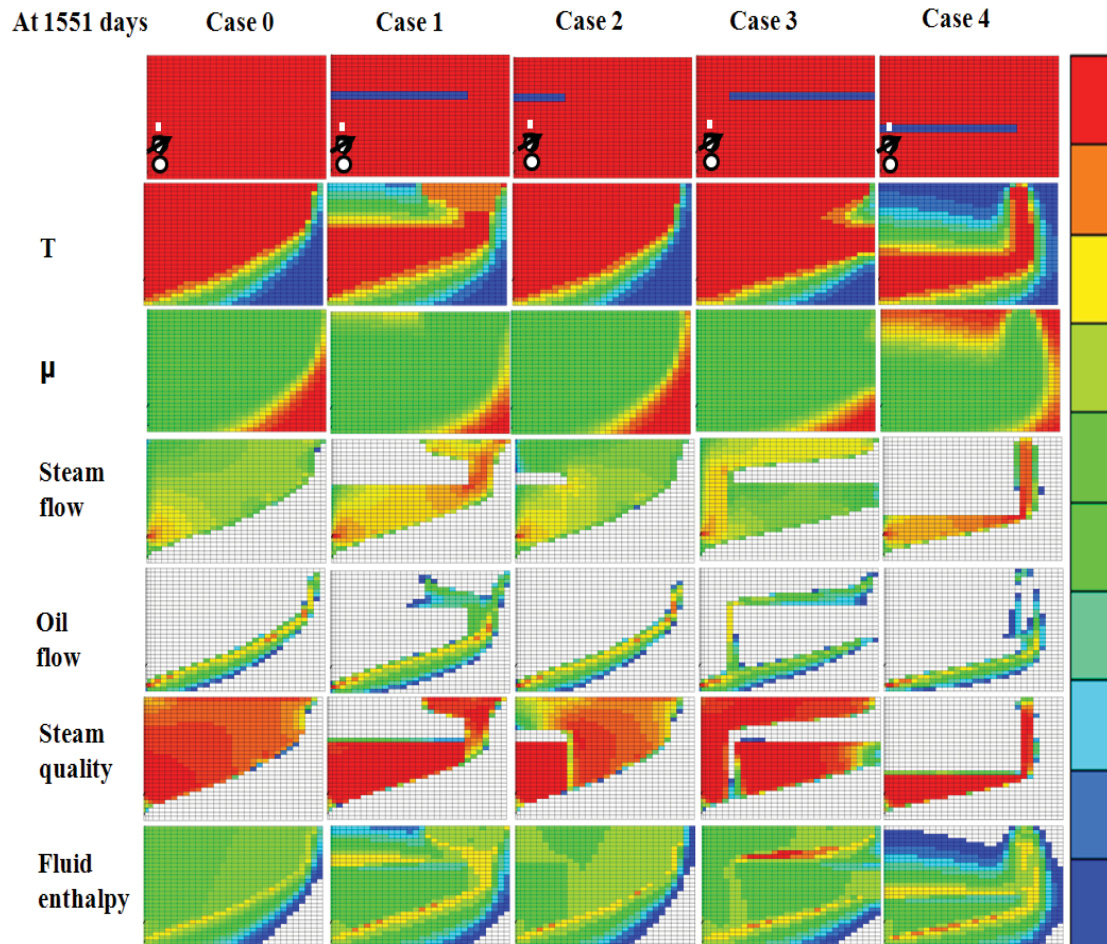 At 1551 days Case 0 Case 1 Case 2 Case 3 Case 4
T
μ
Steam
flow
Oil
flow
Steam
quality
Fluid
enthalpy